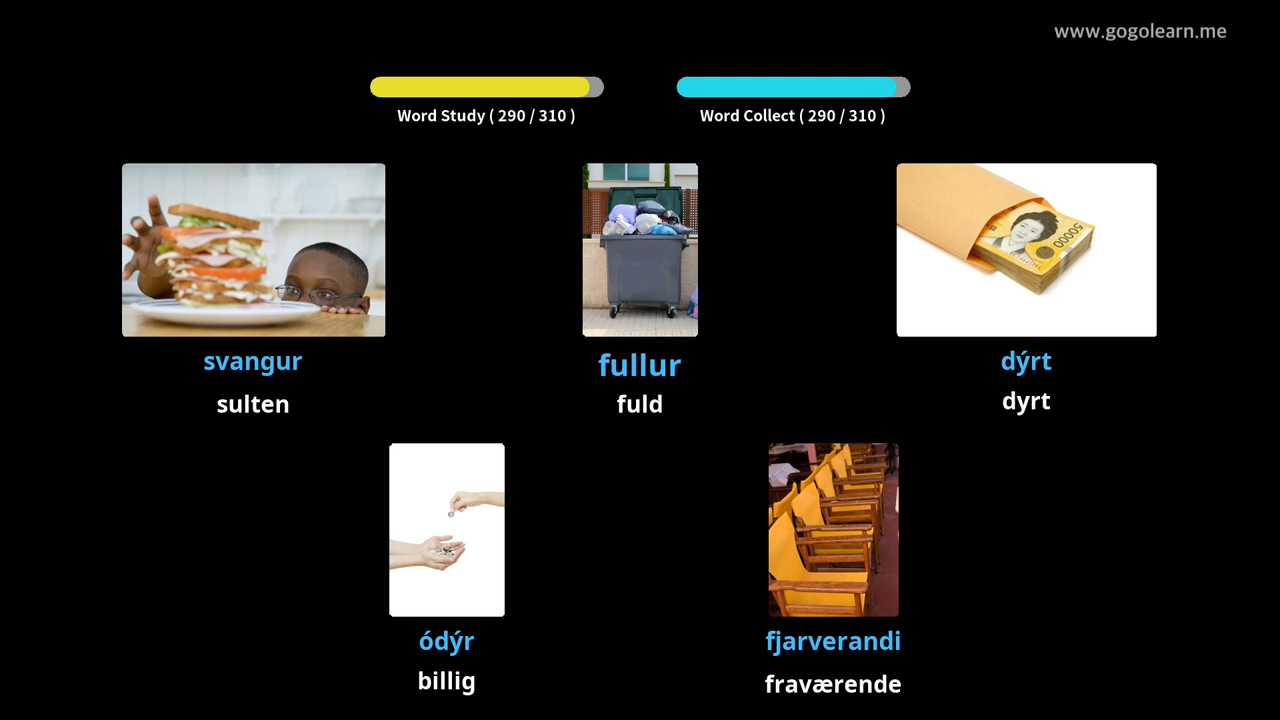 www.gogolearn.me
Word Study ( 290 / 310 )
Word Collect ( 290 / 310 )
50000
svangur
fullur
dýrt
sulten
fuld
dyrt
ódýr
fjarverandi
billig
fraværende